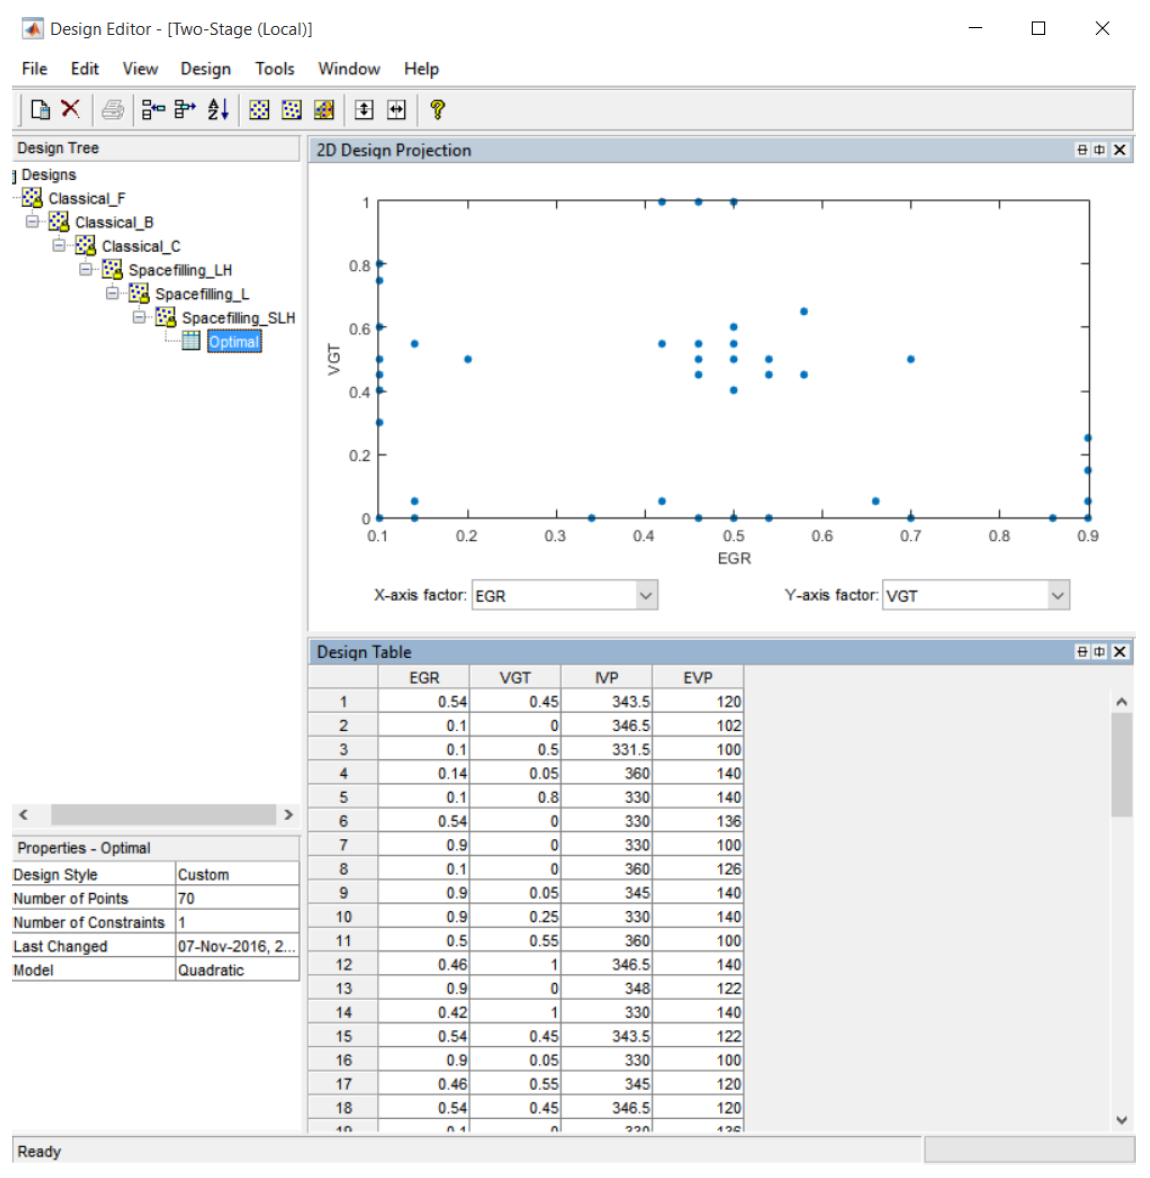 Design Editor - [Two-Stage (Local)]
File Edit View Design Tools Window Help
Design Tree
Designs
Classical_F
Classical_B
Classical_C
Spacefilling_LH
Spacefilling_L
Spacefilling_SLH
Optimal
Properties - Optimal
Design Style Custom
Number of Points 70
Number of Constraints 1
Last Changed 07-Nov-2016, 2...
Model Quadratic
2D Design Projection
1
0.8
0.6
0.4
0.2
0
VGT
0.1 0.2 0.3 0.4 0.5 0.6 0.7 0.8 0.9
EGR
X-axis factor: EGR Y-axis factor: VGT
Design Table
EGR VGT IVP EVP
1 0.54 0.45 343.5 120
2 0.1 0 346.5 102
3 0.1 0.5 331.5 100
4 0.14 0.05 360 140
5 0.1 0.8 330 140
6 0.54 0 330 136
7 0.9 0 330 100
8 0.1 0 360 126
9 0.9 0.05 345 140
10 0.9 0.25 330 140
11 0.5 0.55 360 100
12 0.46 1 346.5 140
13 0.9 0 348 122
14 0.42 1 330 140
15 0.54 0.45 343.5 122
16 0.9 0.05 330 100
17 0.46 0.55 345 120
18 0.54 0.45 346.5 120
19 0.1 0 330
Ready